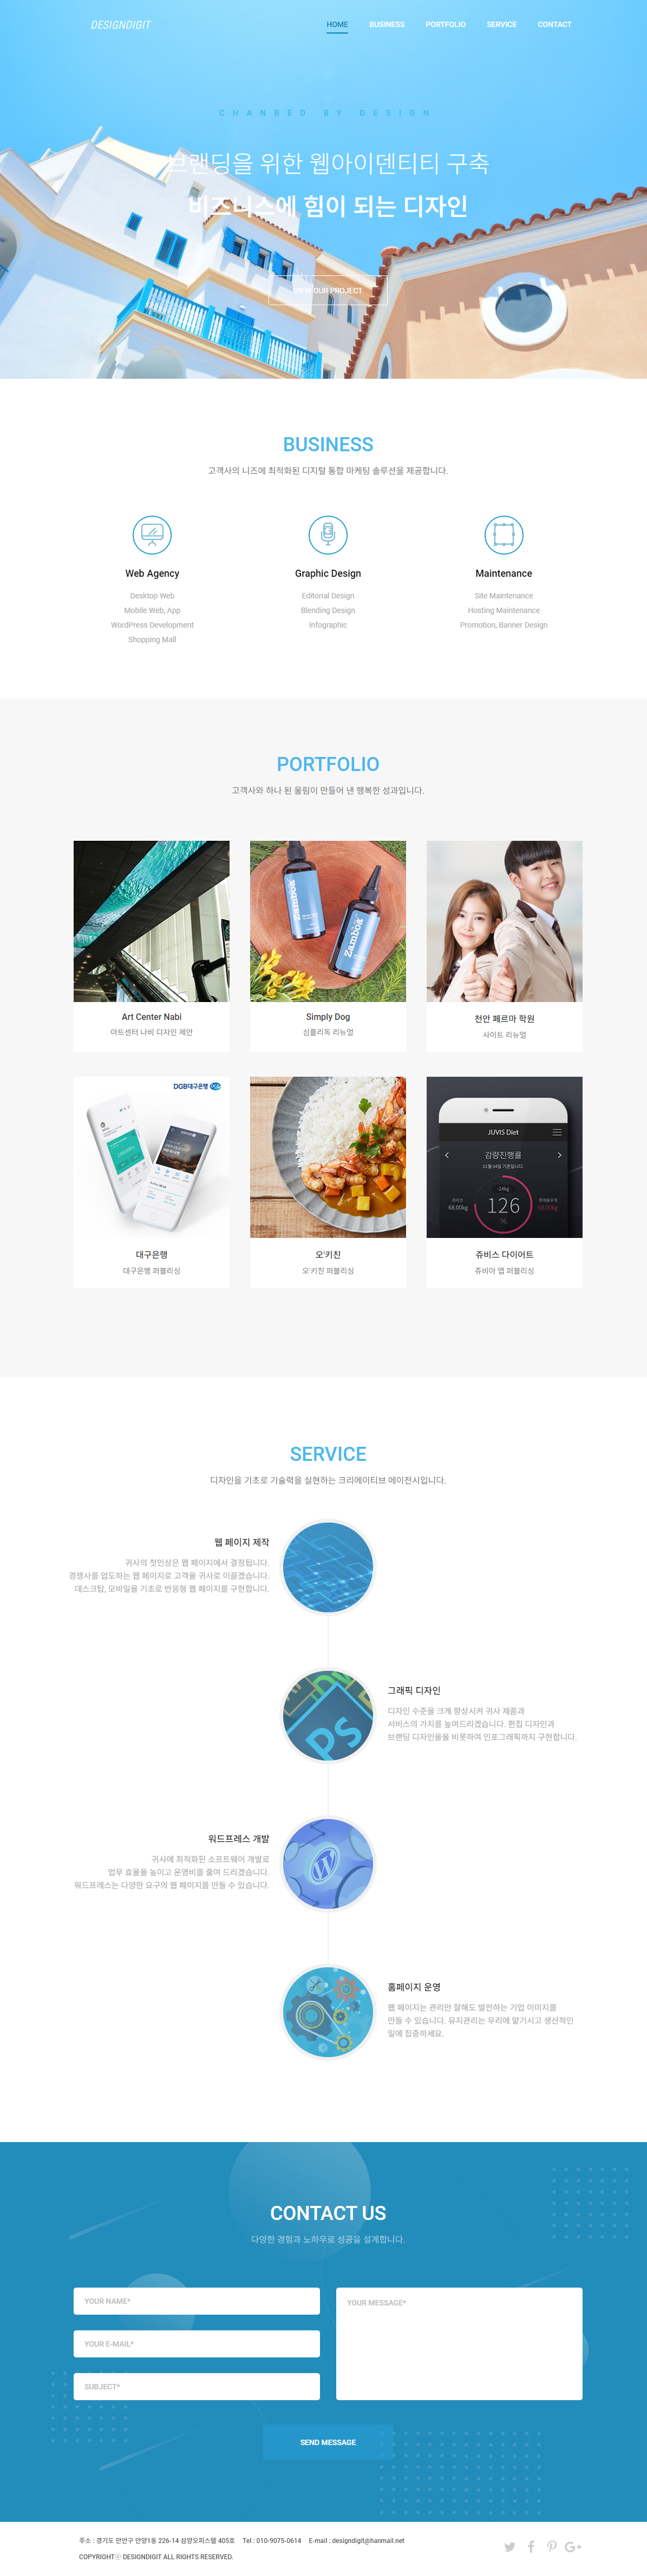 DESIGNDIGIT
HOME BUSINESS PORTFOLIO SERVICE CONTACT
CHANBED BY DESIGN
브랜딩을 위한 웹아이덴티티 구축
비즈니스에 힘이 되는 디자인
VIEW OUR PROJECT
BUSINESS
고객사의 니즈에 최적화된 디지털 통합 마케팅 솔루션을 제공합니다.
Web Agency
Desktop Web
Mobile Web, App
WordPress Development
Shopping Mall
Graphic Design
Editorial Design
Blending Design
Infographic
Maintenance
Site Maintenance
Hosting Maintenance
Promotion, Banner Design
PORTFOLIO
고객사와 하나 된 울림이 만들어 낸 행복한 성과입니다.
Zamboa
Zamboa
Art Center Nabi
아트센터 나비 디자인 제안
Simply Dog
심플리독 리뉴얼
천안 페르마 학원
사이트 리뉴얼
DGB대구은행
JUVIS Diet
감량진행률
-24kg
68.00kg
126
%
68.00kg
대구은행
대구은행 퍼블리싱
오'키친
오'키친 퍼블리싱
쥬비스 다이어트
쥬비아 앱 퍼블리싱
SERVICE
디자인을 기초로 기술력을 실현하는 크리에이티브 에이전시입니다.
웹 페이지 제작
귀사의 첫인상은 웹 페이지에서 결정됩니다.
경쟁사를 압도하는 웹 페이지로 고객을 귀사로 이끌겠습니다.
데스크탑, 모바일을 기초로 반응형 웹 페이지를 구현합니다.
Ps
그래픽 디자인
디자인 수준을 크게 향상시켜 귀사 제품과
서비스의 가치를 높여드리겠습니다. 편집 디자인과
브랜딩 디자인을을 비롯하여 인포그래픽까지 구현합니다.
워드프레스 개발
귀사에 최적화된 소프트웨어 개발로
업무 효율을 높이고 운영비를 줄여 드리겠습니다.
워드프레스는 다양한 요구의 웹 페이지를 만들 수 있습니다.
홈페이지 운영
웹 페이지는 관리만 잘해도 발전하는 기업 이미지를
만들 수 있습니다. 유지관리는 우리에 맡기시고 생산적인
일에 집중하세요.
CONTACT US
다양한 경험과 노하우로 성공을 설계합니다.
YOUR NAME*
YOUR E-MAIL*
SUBJECT*
YOUR MESSAGE*
SEND MESSAGE
주소 : 경기도 만안구 안양1동 226-14 삼양오피스텔 405호 Tel : 010-9075-0614 E-mail : designdigit@hanmail.net
COPYRIGHTⓒ DESIGNDIGIT ALL RIGHTS RESERVED.